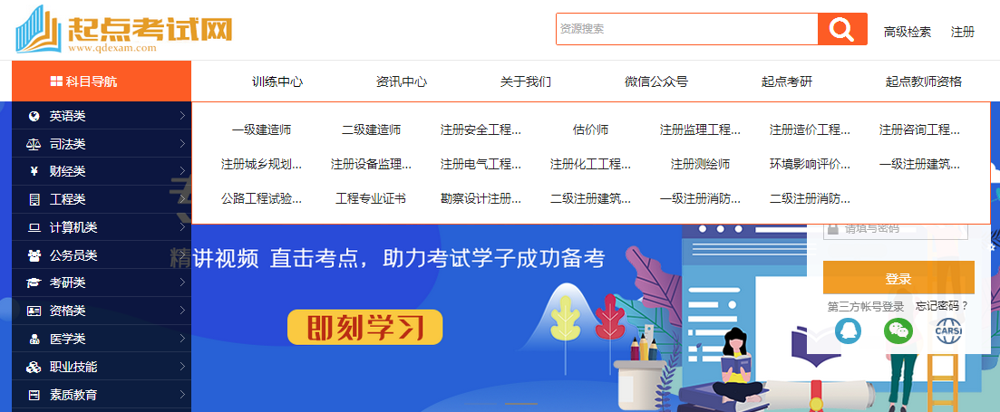 起点考试网
www.qdexam.com
资源搜索
高级检索 注册
科目导航 训练中心 资讯中心 关于我们 微信公众号 起点考研 起点教师资格
英语类
司法类
财经类
工程类
计算机类
公务员类
考研类
资格类
医学类
职业技能
素质教育
一级建造师 二级建造师 注册安全工程... 估价师 注册监理工程... 注册造价工程... 注册咨询工程...
注册城乡规划... 注册设备监理... 注册电气工程... 注册化工工程... 注册测绘师 环境影响评价... 一级注册建筑...
公路工程试验... 工程专业证书 勘察设计注册... 二级注册建筑... 一级注册消防... 二级注册消防...
精讲视频 直击考点，助力考试学子成功备考
即刻学习
请填写密码
登录
第三方帐号登录 忘记密码？
CARSI